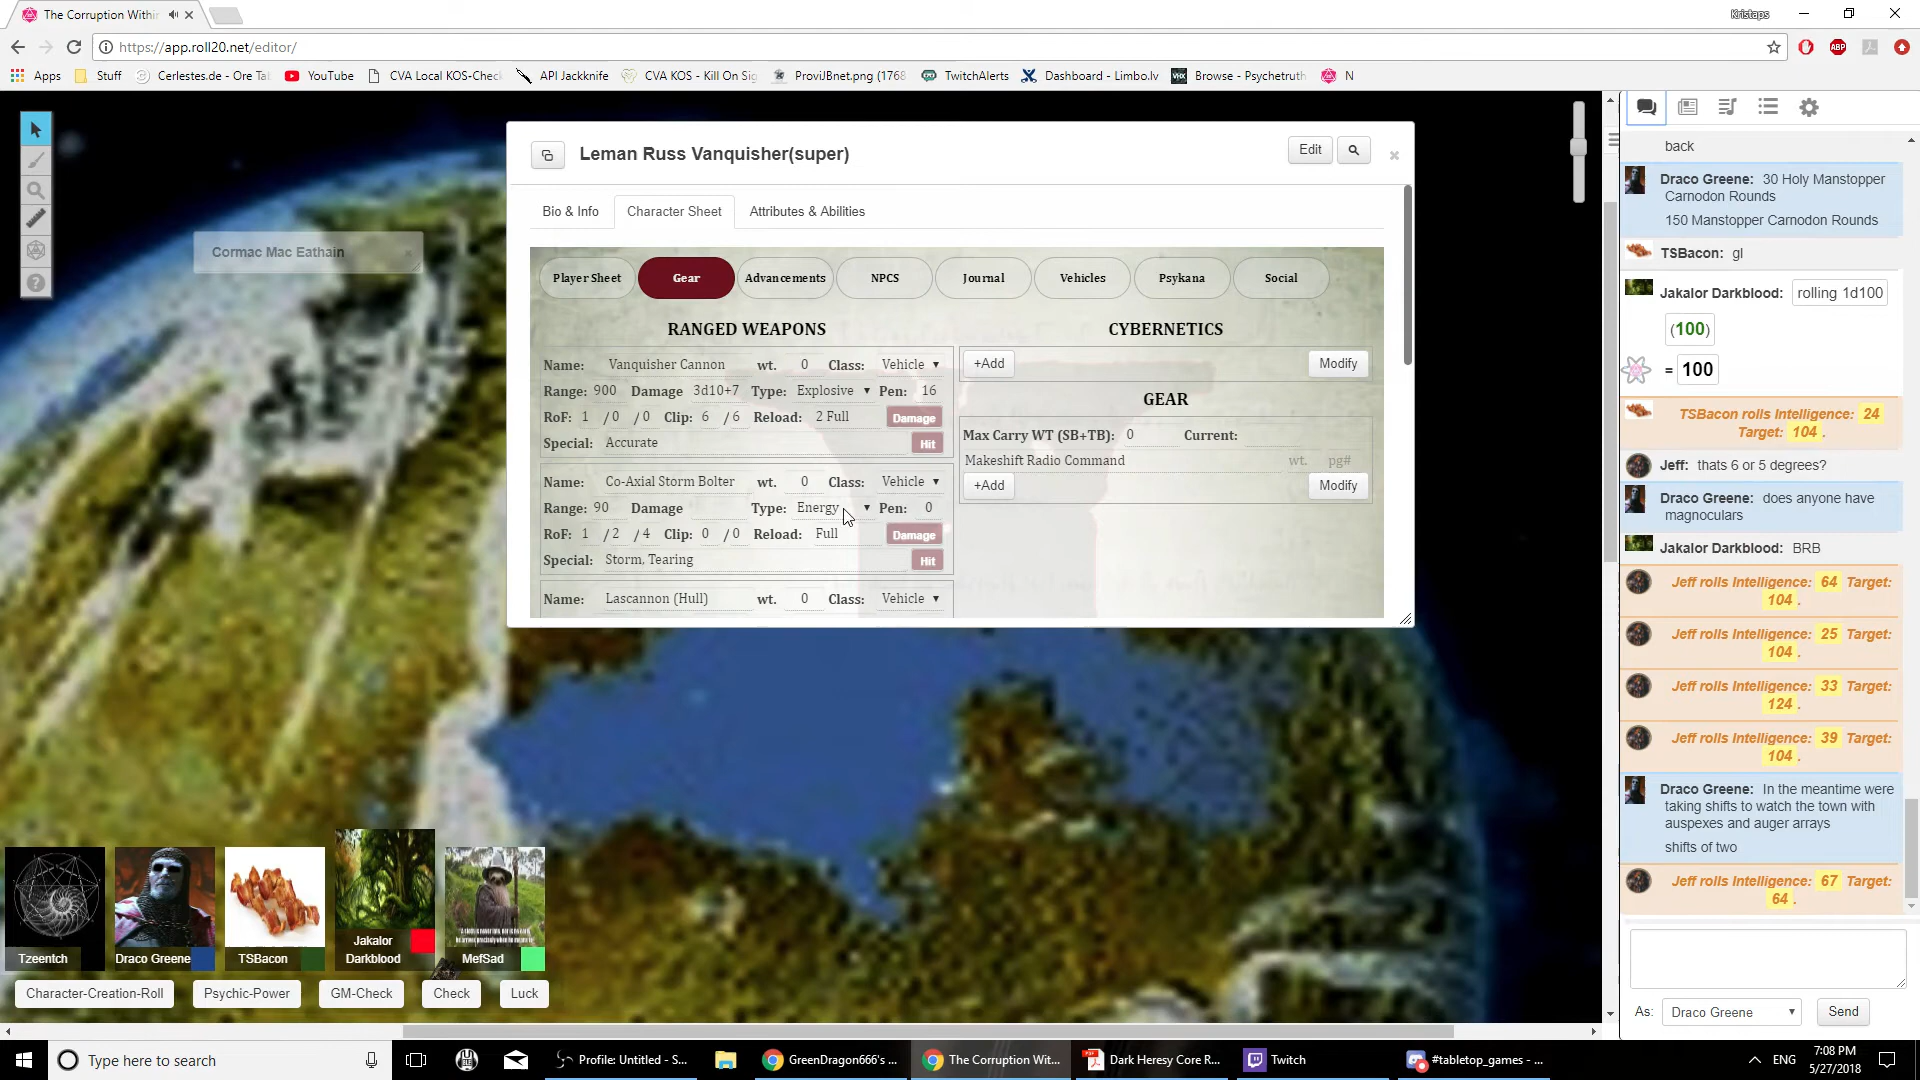 The Corruption Within
Kristaps
https://app.roll20.net/editor/
Apps
Stuff
Cerlestes.de - Ore Ta
YouTube
CVA Local KOS-Chec
API Jackknife
CVA KOS - Kill On Sig
ProviJBnet.png (1768
TwitchAlerts
Dashboard - Limbo.lv
Browse - Psychetruth
N
ABP
Cormac Mac Eathain
Leman Russ Vanquisher(super)
Edit
Bio & Info
Character Sheet
Attributes & Abilities
Player Sheet
Gear
Advancements
NPCS
Journal
Vehicles
Psykana
Social
RANGED WEAPONS
Name: Vanquisher Cannon wt. 0 Class: Vehicle
Range: 900 Damage 3d10+7 Type: Explosive Pen: 16
RoF: 1 / 0 / 0 Clip: 6 / 6 Reload: 2 Full Damage
Special: Accurate Hit
Name: Co-Axial Storm Bolter wt. 0 Class: Vehicle
Range: 90 Damage Type: Energy Pen: 0
RoF: 1 / 2 / 4 Clip: 0 / 0 Reload: Full Damage
Special: Storm, Tearing Hit
Name: Lascannon (Hull) wt. 0 Class: Vehicle
CYBERNETICS
+Add Modify
GEAR
Max Carry WT (SB+TB): 0 Current:
Makeshift Radio Command wt. pg#
+Add Modify
back
Draco Greene: 30 Holy Manstopper
Carnodon Rounds
150 Manstopper Carnodon Rounds
TSBacon: gl
Jakalor Darkblood: rolling 1d100
(100)
= 100
TSBacon rolls Intelligence: 24
Target: 104 .
Jeff: thats 6 or 5 degrees?
Draco Greene: does anyone have
magnoculars
Jakalor Darkblood: BRB
Jeff rolls Intelligence: 64 Target:
104 .
Jeff rolls Intelligence: 25 Target:
104 .
Jeff rolls Intelligence: 33 Target:
124 .
Jeff rolls Intelligence: 39 Target:
104 .
Draco Greene: In the meantime were
taking shifts to watch the town with
auspexes and auger arrays
shifts of two
Jeff rolls Intelligence: 67 Target:
64 .
As: Draco Greene Send
Tzeentch
Draco Greene
TSBacon
Jakalor
Darkblood
MefSad
Character-Creation-Roll
Psychic-Power
GM-Check
Check
Luck
Type here to search
Profile: Untitled - S...
GreenDragon666's ...
The Corruption Wit...
Dark Heresy Core R...
Twitch
#tabletop_games - ...
ENG
7:08 PM
5/27/2018